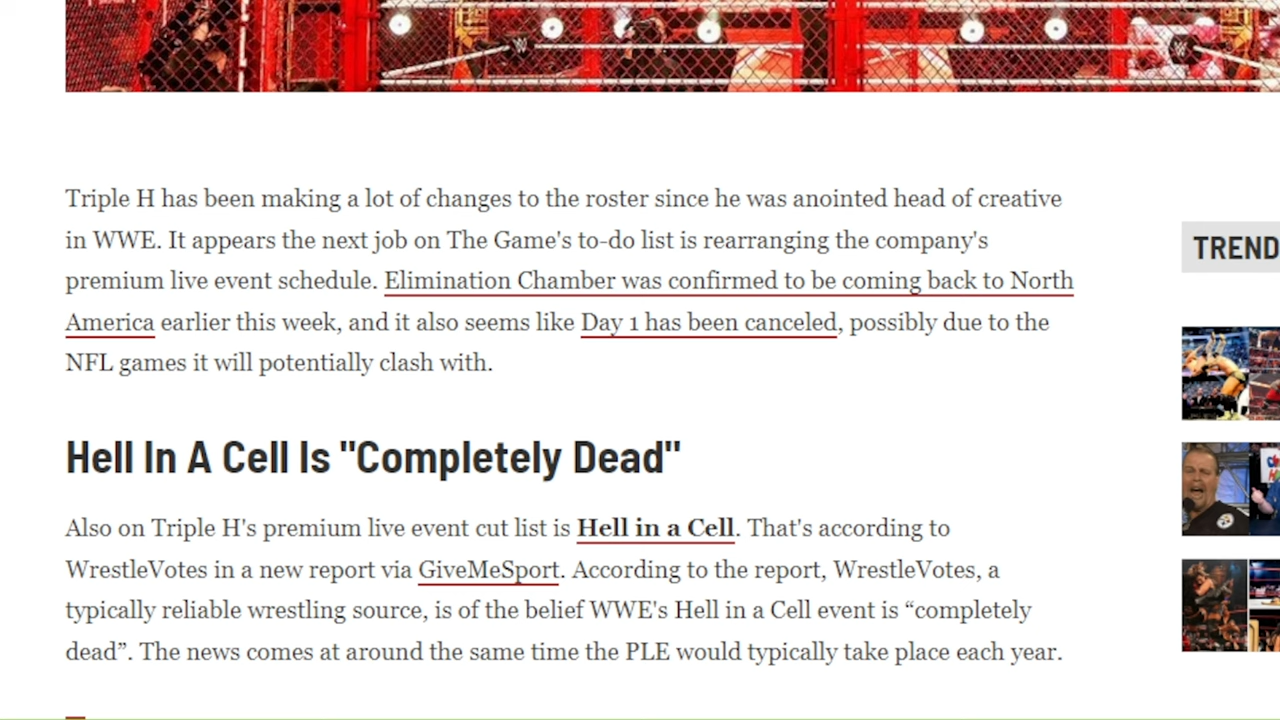 Triple H has been making a lot of changes to the roster since he was anointed head of creative
in WWE. It appears the next job on The Game's to-do list is rearranging the company's
premium live event schedule. Elimination Chamber was confirmed to be coming back to North
America earlier this week, and it also seems like Day 1 has been canceled, possibly due to the
NFL games it will potentially clash with.
TREND
Hell In A Cell Is "Completely Dead"
Also on Triple H's premium live event cut list is Hell in a Cell. That's according to
WrestleVotes in a new report via GiveMeSport. According to the report, WrestleVotes, a
typically reliable wrestling source, is of the belief WWE's Hell in a Cell event is “completely
dead”. The news comes at around the same time the PLE would typically take place each year.